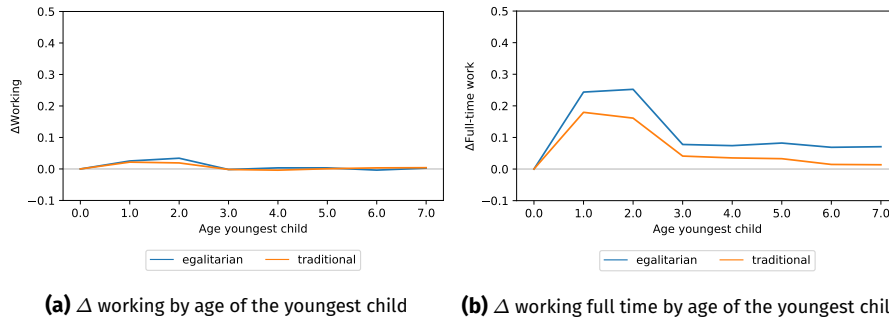 0.5
0.4
0.3
0.2
0.1
0.0
−0.1
ΔWorking
0.0 1.0 2.0 3.0 4.0 5.0 6.0 7.0
Age youngest child
egalitarian traditional
(a) Δ working by age of the youngest child
0.5
0.4
0.3
0.2
0.1
0.0
−0.1
ΔFull-time work
0.0 1.0 2.0 3.0 4.0 5.0 6.0 7.0
Age youngest child
egalitarian traditional
(b) Δ working full time by age of the youngest chil